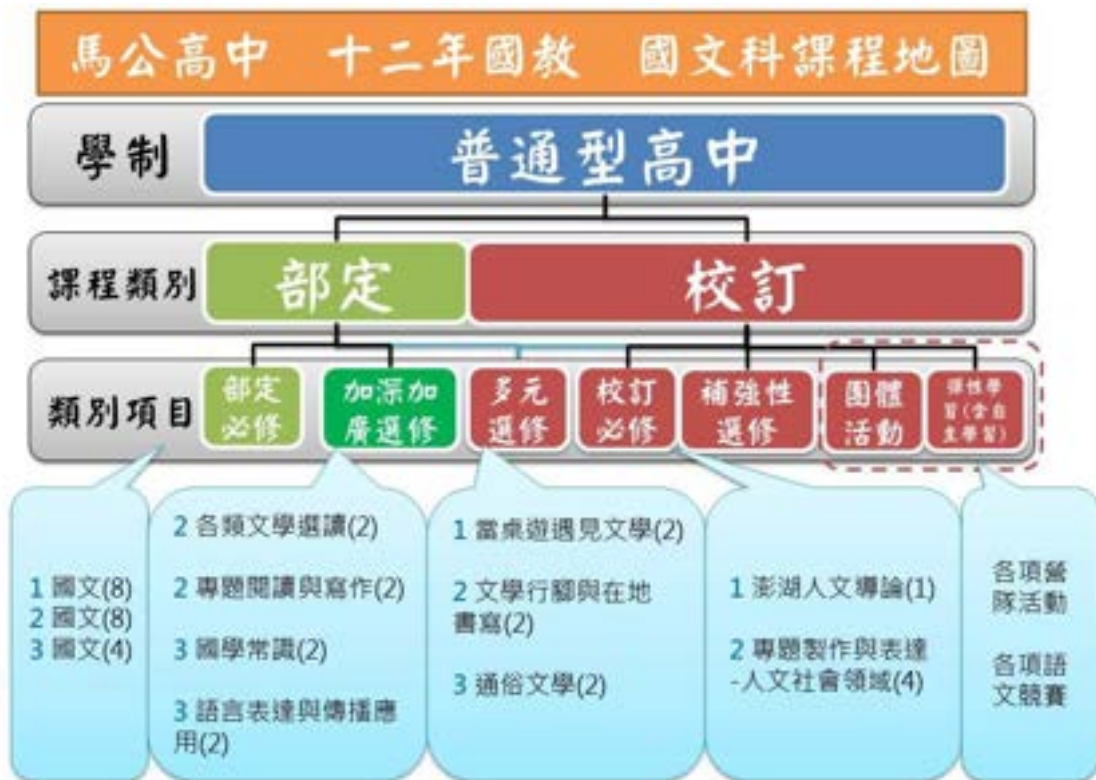 馬公高中　十二年國教　國文科課程地圖
學制
普通型高中
課程類別
部定
校訂
類別項目
部定
必修
加深加
廣選修
多元
選修
校訂
必修
補強性
選修
團體
活動
彈性學
習(含自
主學習)
1 國文(8)
2 國文(8)
3 國文(4)
2 各類文學選讀(2)
2 專題閱讀與寫作(2)
3 國學常識(2)
3 語言表達與傳播應
用(2)
1 當桌遊遇見文學(2)
2 文學行腳與在地
書寫(2)
3 通俗文學(2)
1 澎湖人文導論(1)
2 專題製作與表達
-人文社會領域(4)
各項營
隊活動
各項語
文競賽